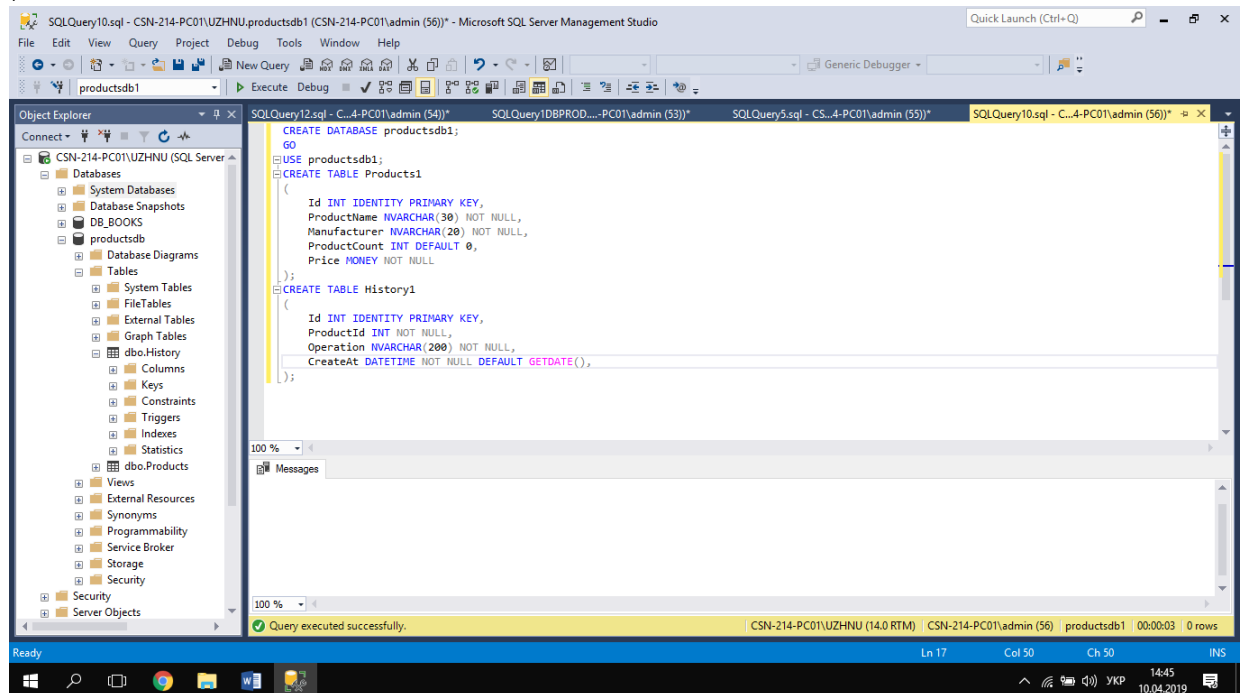 SQLQuery10.sql - CSN-214-PC01\UZHNU.productsdb1 (CSN-214-PC01\admin (56))* - Microsoft SQL Server Management Studio
Quick Launch (Ctrl+Q)
File Edit View Query Project Debug Tools Window Help
New Query
Generic Debugger
productsdb1
Execute Debug
Object Explorer
SQLQuery12.sql - C...4-PC01\admin (54))*
SQLQuery1DBPROD....-PC01\admin (53))*
SQLQuery5.sql - CS...4-PC01\admin (55))*
SQLQuery10.sql - C...4-PC01\admin (56))*
Connect
CSN-214-PC01\UZHNU (SQL Server
Databases
System Databases
Database Snapshots
DB_BOOKS
productsdb
Database Diagrams
Tables
System Tables
FileTables
External Tables
Graph Tables
dbo.History
Columns
Keys
Constraints
Triggers
Indexes
Statistics
dbo.Products
Views
External Resources
Synonyms
Programmability
Service Broker
Storage
Security
Security
Server Objects
CREATE DATABASE productsdb1;
GO
USE productsdb1;
CREATE TABLE Products1
(
Id INT IDENTITY PRIMARY KEY,
ProductName NVARCHAR(30) NOT NULL,
Manufacturer NVARCHAR(20) NOT NULL,
ProductCount INT DEFAULT 0,
Price MONEY NOT NULL
);
CREATE TABLE History1
(
Id INT IDENTITY PRIMARY KEY,
ProductId INT NOT NULL,
Operation NVARCHAR(200) NOT NULL,
CreateAt DATETIME NOT NULL DEFAULT GETDATE(),
);
100 %
Messages
100 %
Query executed successfully.
CSN-214-PC01\UZHNU (14.0 RTM)
CSN-214-PC01\admin (56)
productsdb1
00:00:03
0 rows
Ready
Ln 17
Col 50
Ch 50
INS
УКР
14:45
10.04.2019